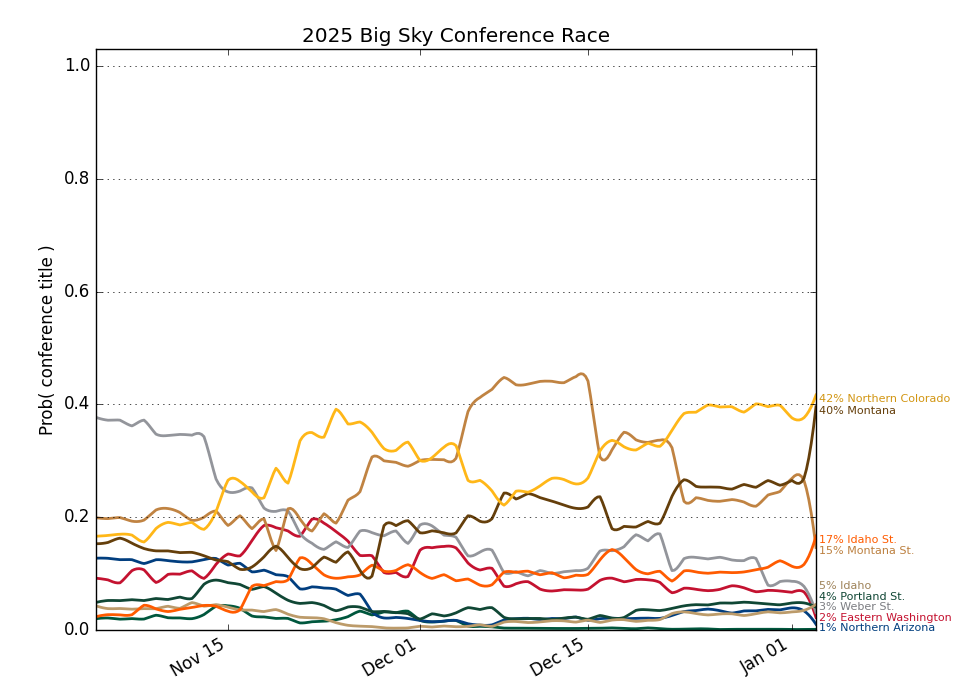 2025 Big Sky Conference Race
Prob( conference title )
1.0
0.8
0.6
0.4
0.2
0.0
Nov 15
Dec 01
Dec 15
Jan 01
42% Northern Colorado
40% Montana
17% Idaho St.
15% Montana St.
5% Idaho
4% Portland St.
3% Weber St.
2% Eastern Washington
1% Northern Arizona